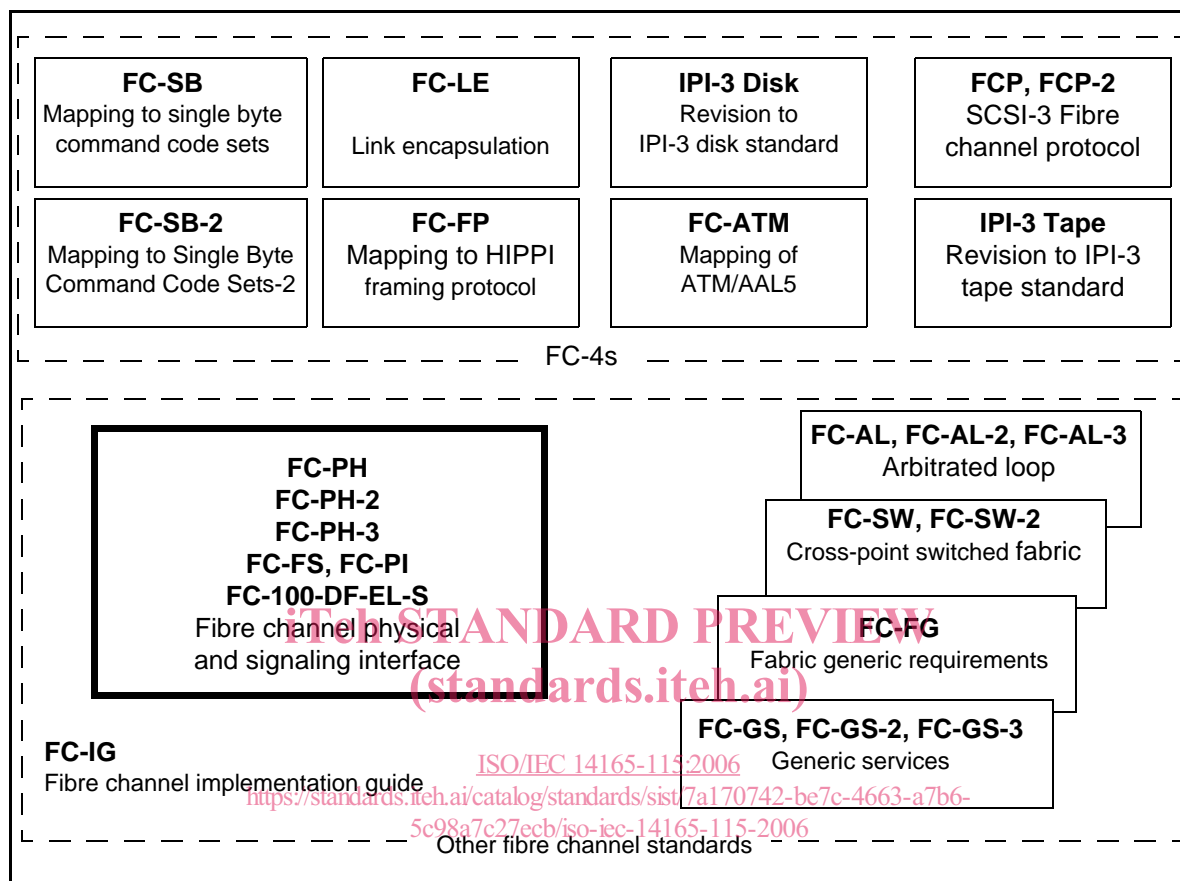 FC-SB
Mapping to single byte
command code sets
FC-LE
Link encapsulation
IPI-3 Disk
Revision to
IPI-3 disk standard
FCP, FCP-2
SCSI-3 Fibre
channel protocol
FC-SB-2
Mapping to Single Byte
Command Code Sets-2
FC-FP
Mapping to HIPPI
framing protocol
FC-ATM
Mapping of
ATM/AAL5
IPI-3 Tape
Revision to IPI-3
tape standard
FC-4s
FC-PH
FC-PH-2
FC-PH-3
FC-FS, FC-PI
FC-100-DF-EL-S
Fibre channel physical
and signaling interface
FC-AL, FC-AL-2, FC-AL-3
Arbitrated loop
FC-SW, FC-SW-2
Cross-point switched fabric
FC-FG
Fabric generic requirements
FC-GS, FC-GS-2, FC-GS-3
Generic services
iTeh STANDARD PREVIEW
(standards.iteh.ai)
FC-IG
Fibre channel implementation guide
ISO/IEC 14165-115:2006
https://standards.iteh.ai/catalog/standards/sist/7a170742-be7c-4663-a7b6-
5c98a7c27ecb/iso-iec-14165-115-2006
Other fibre channel standards